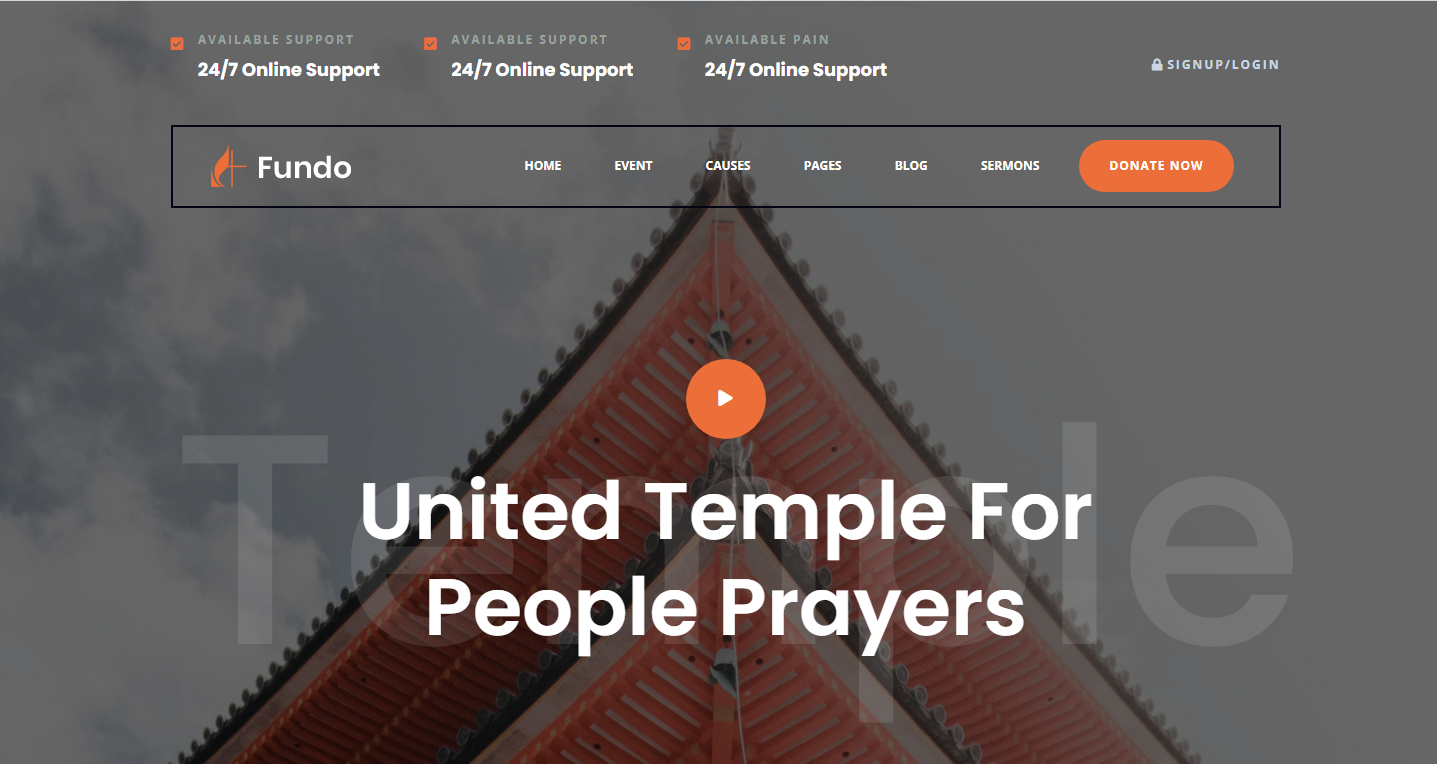 AVAILABLE SUPPORT
24/7 Online Support
AVAILABLE SUPPORT
24/7 Online Support
AVAILABLE PAIN
24/7 Online Support
SIGNUP/LOGIN
Fundo
HOME EVENT CAUSES PAGES BLOG SERMONS DONATE NOW
Temple
United Temple For
People Prayers